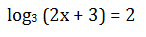 log₃ (2x + 3) = 2